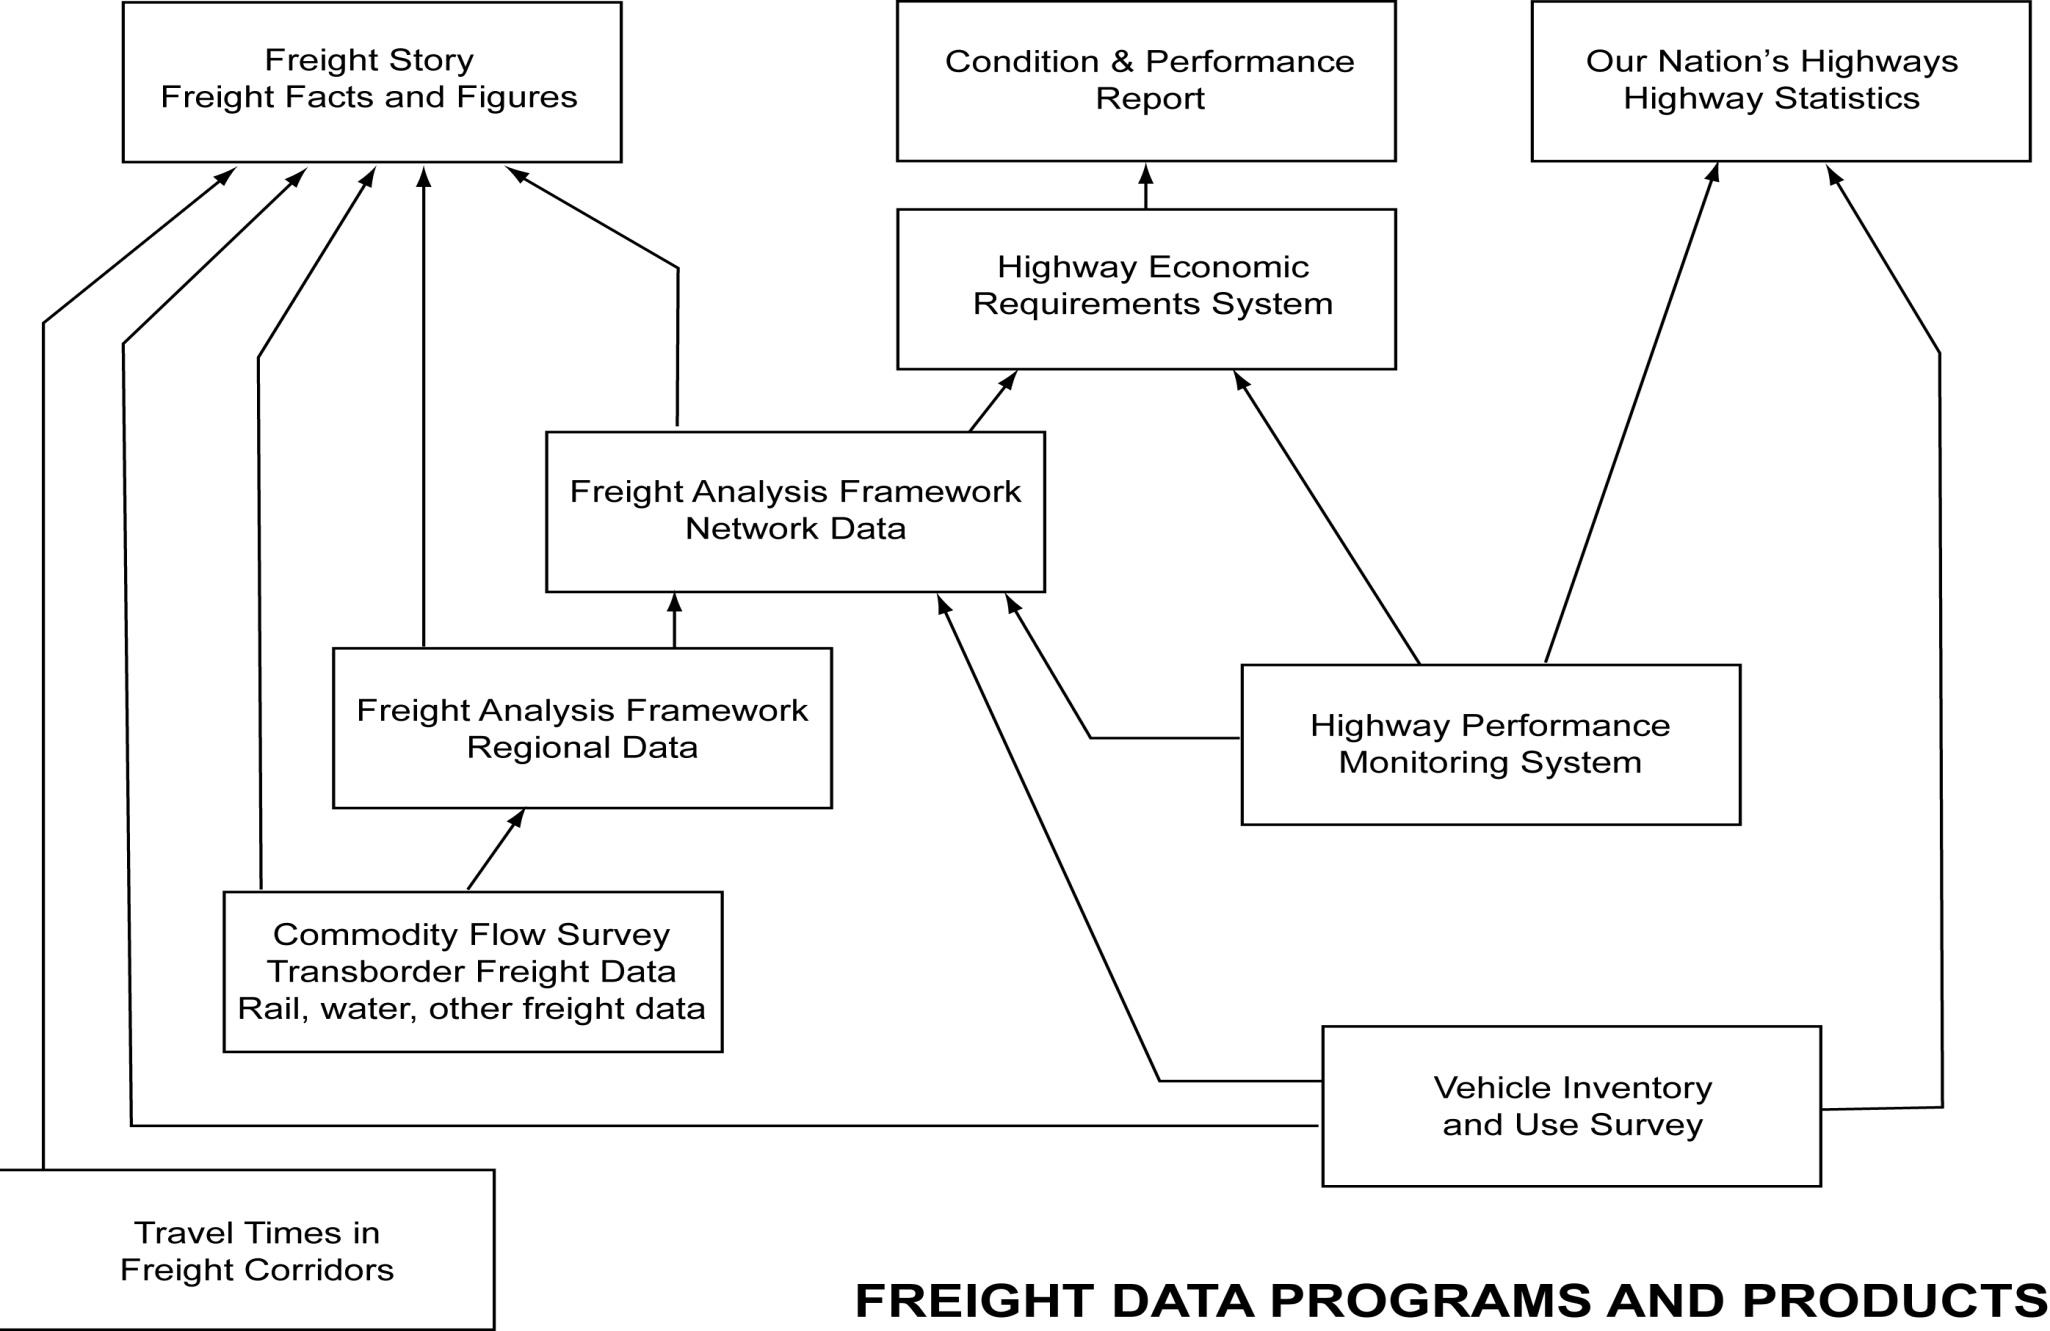 Freight Story
Freight Facts and Figures
Condition & Performance
Report
Our Nation’s Highways
Highway Statistics
Highway Economic
Requirements System
Freight Analysis Framework
Network Data
Freight Analysis Framework
Regional Data
Highway Performance
Monitoring System
Commodity Flow Survey
Transborder Freight Data
Rail, water, other freight data
Vehicle Inventory
and Use Survey
Travel Times in
Freight Corridors
FREIGHT DATA PROGRAMS AND PRODUCTS